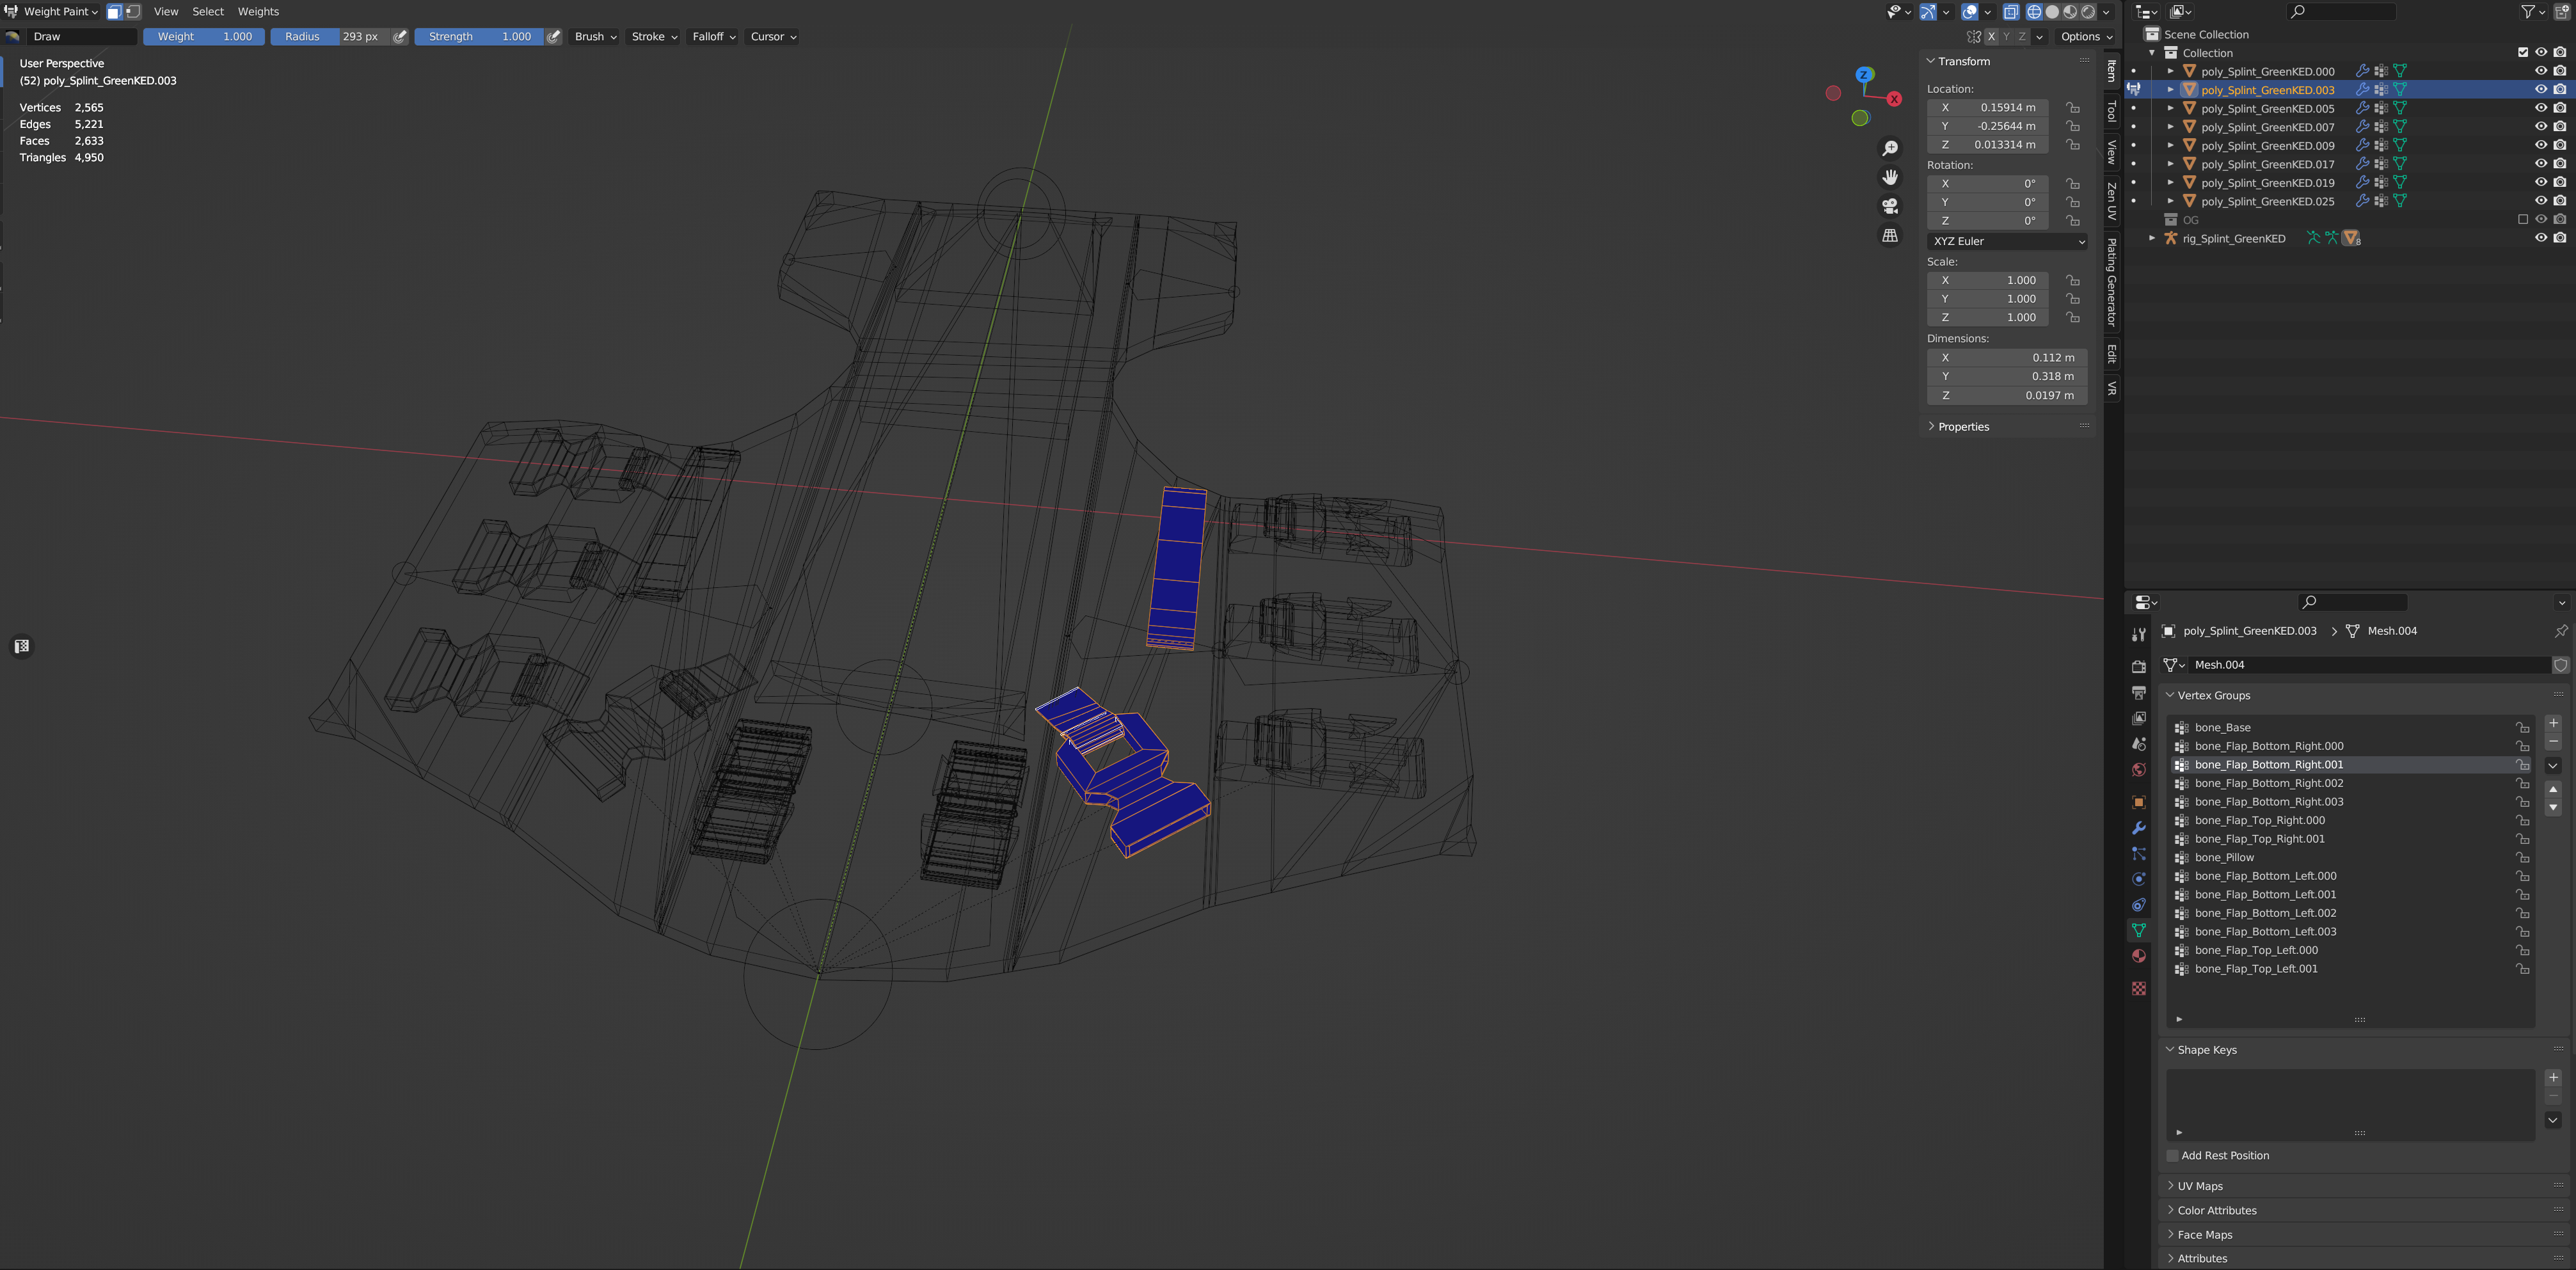 Weight Paint View Select Weights
Draw Weight 1.000 Radius 293 px Strength 1.000 Brush Stroke Falloff Cursor X Y Z Options
User Perspective
(52) poly_Splint_GreenKED.003
Vertices 2,565
Edges 5,221
Faces 2,633
Triangles 4,950
Z
X
Transform
Location:
X 0.15914 m
Y -0.25644 m
Z 0.013314 m
Rotation:
X 0°
Y 0°
Z 0°
XYZ Euler
Scale:
X 1.000
Y 1.000
Z 1.000
Dimensions:
X 0.112 m
Y 0.318 m
Z 0.0197 m
Properties
Item
Tool
View
Zen UV
Plating Generator
Edit
VR
Scene Collection
Collection
poly_Splint_GreenKED.000
poly_Splint_GreenKED.003
poly_Splint_GreenKED.005
poly_Splint_GreenKED.007
poly_Splint_GreenKED.009
poly_Splint_GreenKED.017
poly_Splint_GreenKED.019
poly_Splint_GreenKED.025
OG
rig_Splint_GreenKED 8
poly_Splint_GreenKED.003 Mesh.004
Mesh.004
Vertex Groups
bone_Base
bone_Flap_Bottom_Right.000
bone_Flap_Bottom_Right.001
bone_Flap_Bottom_Right.002
bone_Flap_Bottom_Right.003
bone_Flap_Top_Right.000
bone_Flap_Top_Right.001
bone_Pillow
bone_Flap_Bottom_Left.000
bone_Flap_Bottom_Left.001
bone_Flap_Bottom_Left.002
bone_Flap_Bottom_Left.003
bone_Flap_Top_Left.000
bone_Flap_Top_Left.001
Shape Keys
Add Rest Position
UV Maps
Color Attributes
Face Maps
Attributes